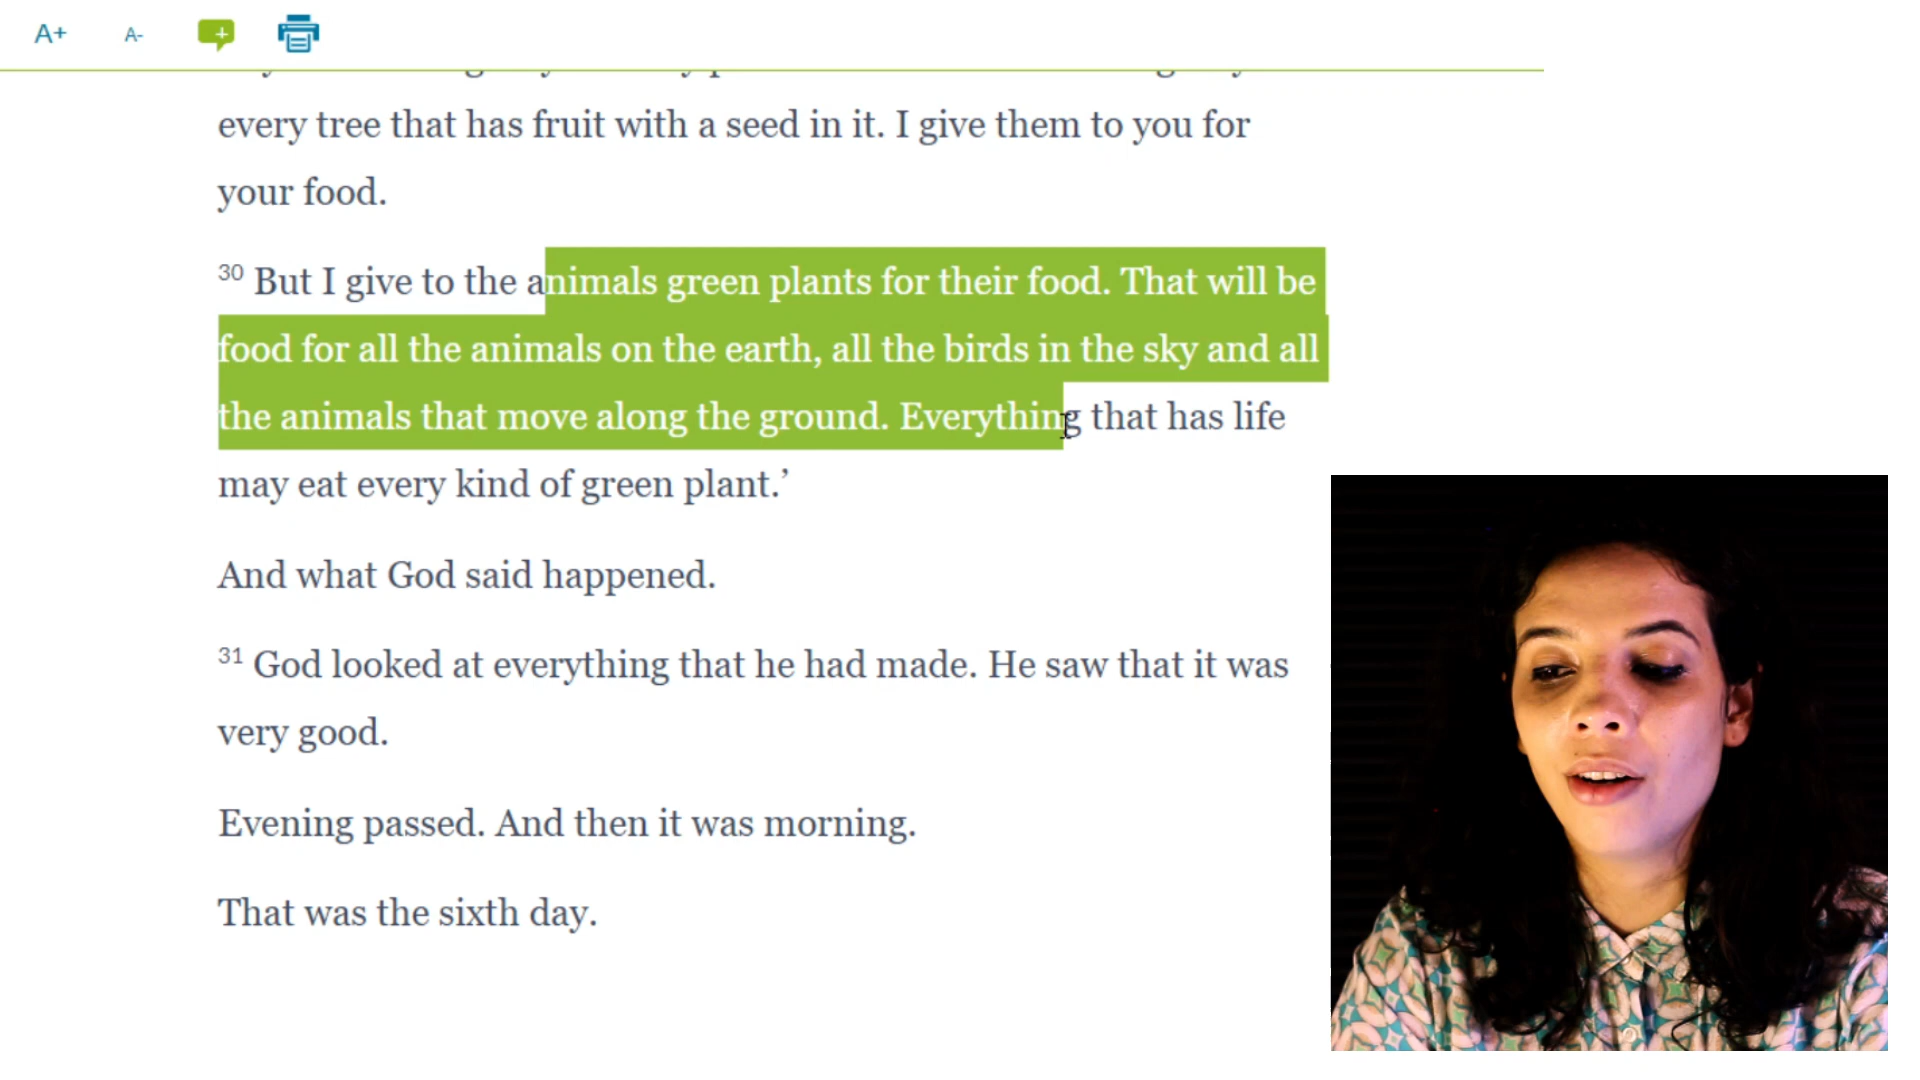 A+ A-
every tree that has fruit with a seed in it. I give them to you for
your food.
30 But I give to the animals green plants for their food. That will be
food for all the animals on the earth, all the birds in the sky and all
the animals that move along the ground. Everything that has life
may eat every kind of green plant.’
And what God said happened.
31 God looked at everything that he had made. He saw that it was
very good.
Evening passed. And then it was morning.
That was the sixth day.